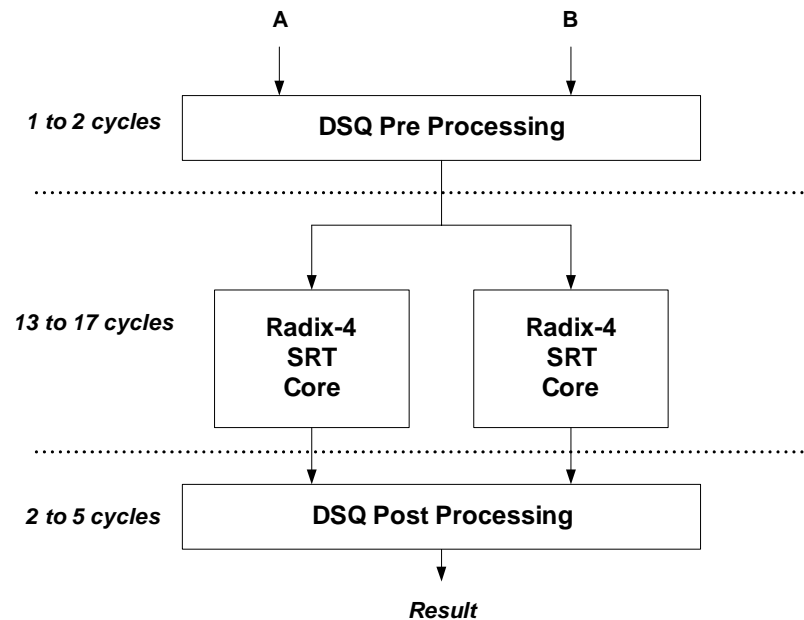 A
B
1 to 2 cycles
DSQ Pre Processing
13 to 17 cycles
Radix-4
SRT
Core
Radix-4
SRT
Core
2 to 5 cycles
DSQ Post Processing
Result